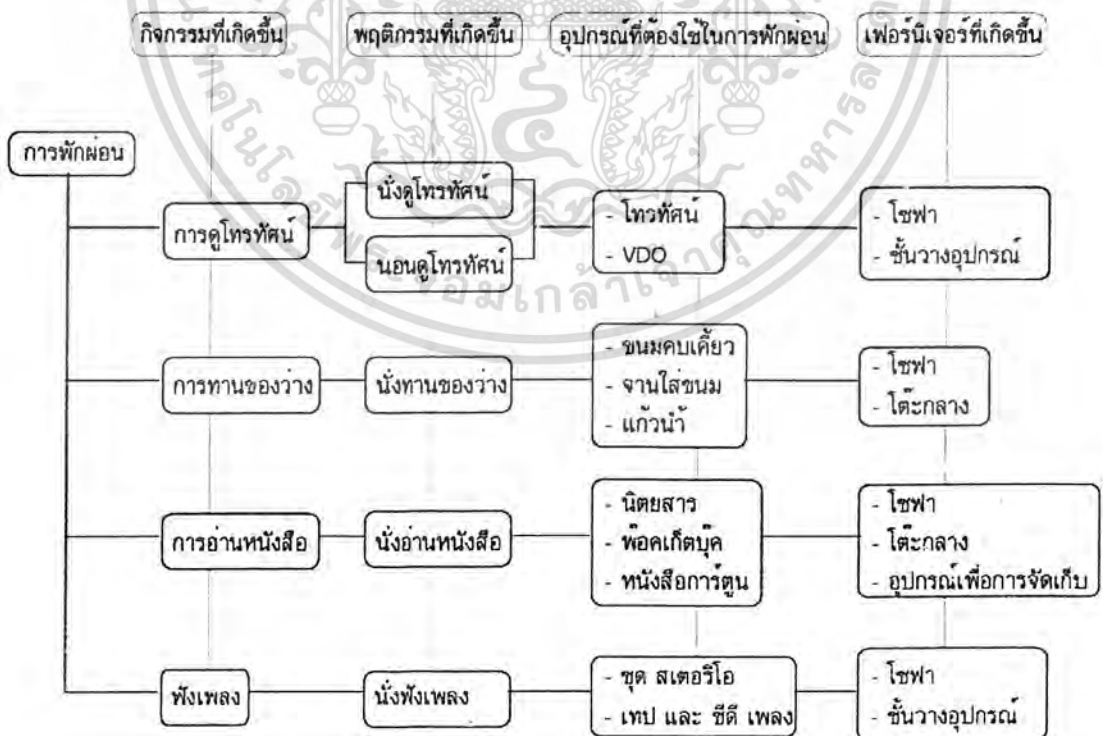 กิจกรรมที่เกิดขึ้น
พฤติกรรมที่เกิดขึ้น
อุปกรณ์ที่ต้องใช้ในการพักผ่อน
เฟอร์นิเจอร์ที่เกิดขึ้น
การพักผ่อน
การดูโทรทัศน์
นั่งดูโทรทัศน์
นอนดูโทรทัศน์
- โทรทัศน์
- VDO
- โซฟา
- ชั้นวางอุปกรณ์
การทานของว่าง
นั่งทานของว่าง
- ขนมคบเคี้ยว
- จานใส่ขนม
- แก้วน้ำ
- โซฟา
- โต๊ะกลาง
การอ่านหนังสือ
นั่งอ่านหนังสือ
- นิตยสาร
- พ๊อคเก็ตบุ๊ค
- หนังสือการ์ตูน
- โซฟา
- โต๊ะกลาง
- อุปกรณ์เพื่อการจัดเก็บ
ฟังเพลง
นั่งฟังเพลง
- ชุด สเตอริโอ
- เทป และ ซีดี เพลง
- โซฟา
- ชั้นวางอุปกรณ์